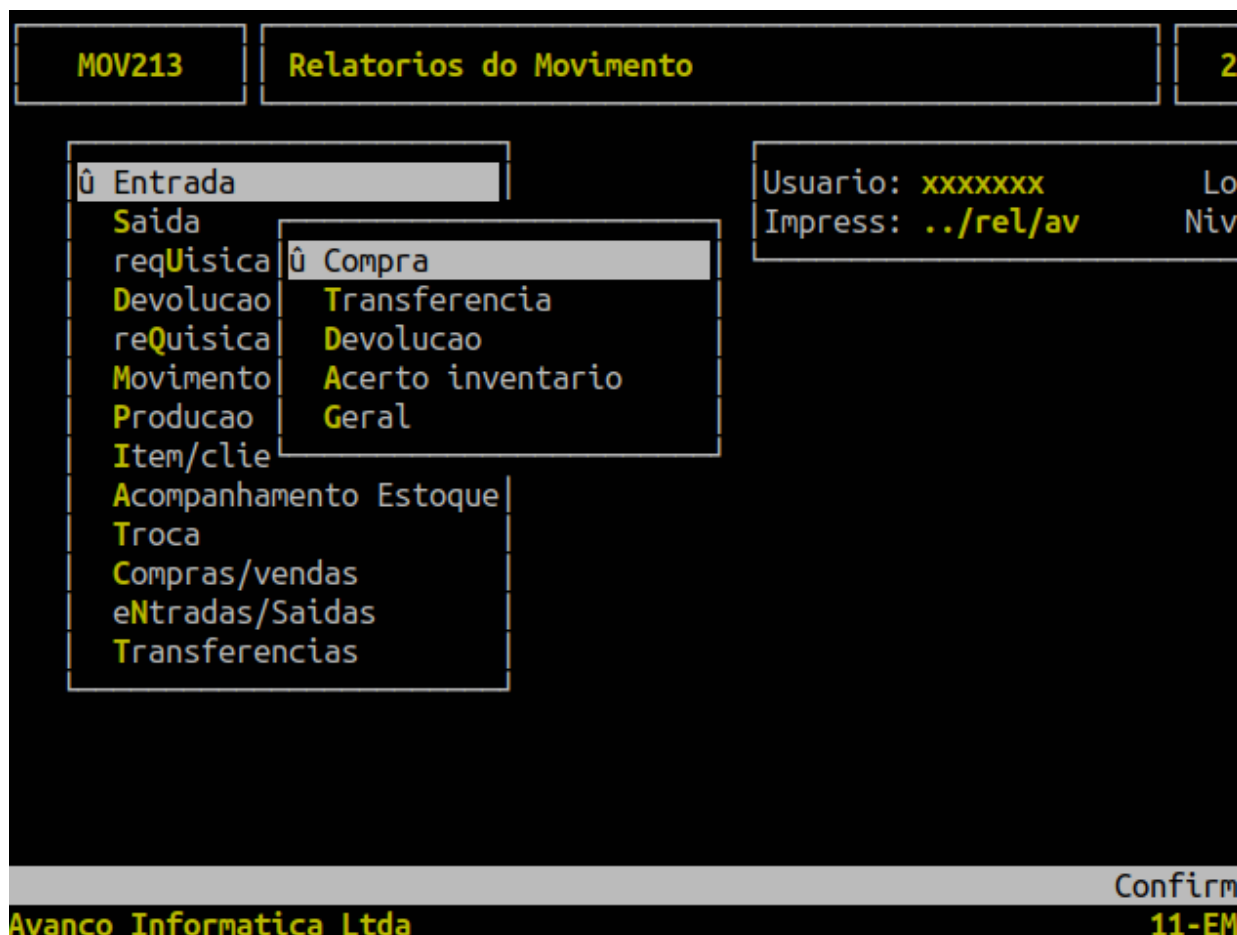 MOV213 Relatorios do Movimento 2
û Entrada
Usuario: xxxxxxx Lo
Saida
Impress: ../rel/av Niv
reqUisica
û Compra
Devolucao
Transferencia
reQuisica
Devolucao
Movimento
Acerto inventario
Producao
Geral
Item/clie
Acompanhamento Estoque
Troca
Compras/vendas
eNtradas/Saidas
Transferencias
Confirm
Avanco Informatica Ltda 11-EM